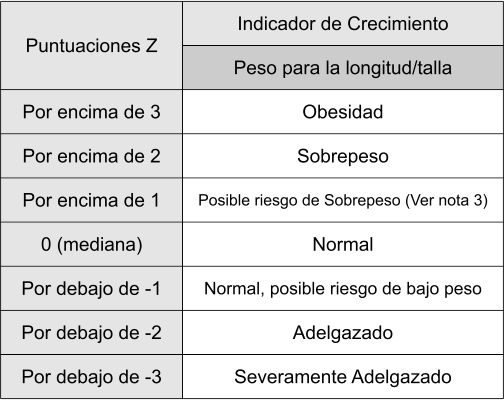 Puntuaciones Z
Indicador de Crecimiento
Peso para la longitud/talla
Por encima de 3
Obesidad
Por encima de 2
Sobrepeso
Por encima de 1
Posible riesgo de Sobrepeso (Ver nota 3)
0 (mediana)
Normal
Por debajo de -1
Normal, posible riesgo de bajo peso
Por debajo de -2
Adelgazado
Por debajo de -3
Severamente Adelgazado